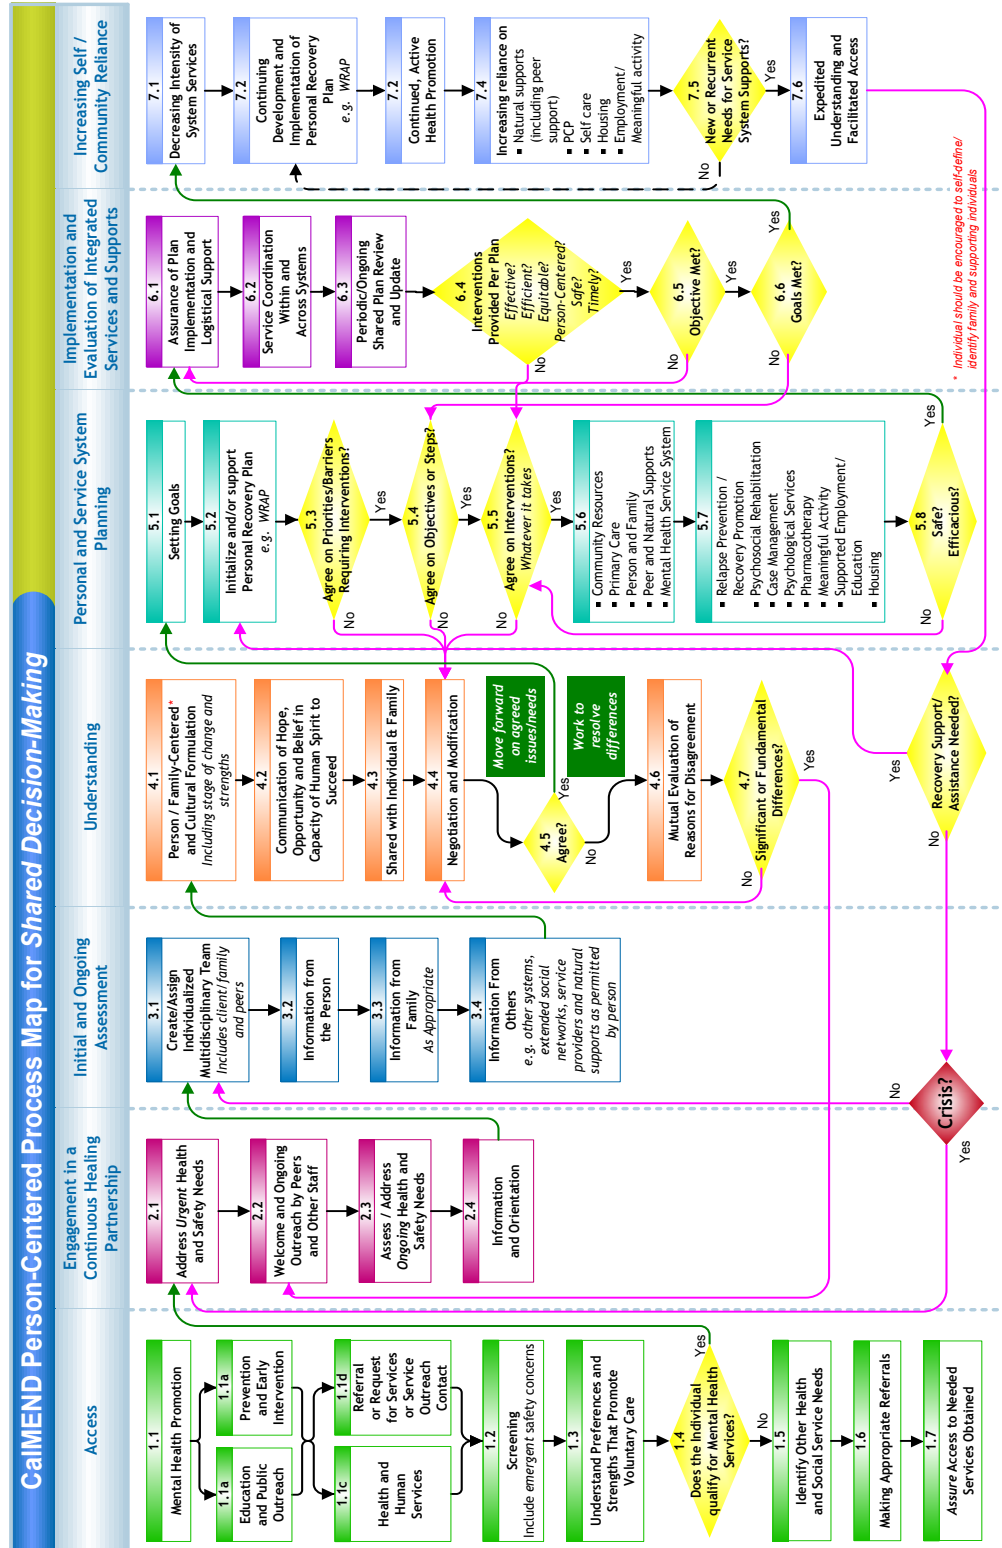 CalMEND Person-Centered Process Map for Shared Decision-Making
Access
1.1
Mental Health Promotion
1.1a
Education
and Public
Outreach
1.1a
Prevention
and Early
Intervention
1.1c
Health and
Human
Services
1.1d
Referral
or Request
for Services
or Service
Outreach
Contact
1.2
Screening
Include emergent safety concerns
1.3
Understand Preferences and
Strengths That Promote
Voluntary Care
1.4
Does the Individual
qualify for Mental Health
Services?
Yes
No
1.5
Identify Other Health
and Social Service Needs
1.6
Making Appropriate Referrals
1.7
Assure Access to Needed
Services Obtained
Engagement in a
Continuous Healing
Partnership
2.1
Address Urgent Health
and Safety Needs
2.2
Welcome and Ongoing
Outreach by Peers
and Other Staff
2.3
Assess / Address
Ongoing Health and
Safety Needs
2.4
Information
and Orientation
Initial and Ongoing
Assessment
3.1
Create/Assign
Individualized
Multidisciplinary Team
Includes client/family
and peers
3.2
Information from
the Person
3.3
Information from
Family
As Appropriate
3.4
Information From
Others
e.g. other systems,
extended social
networks, service
providers and natural
supports as permitted
by person
Understanding
4.1
Person / Family-Centered*
and Cultural Formulation
Including stage of change and
strengths
4.2
Communication of Hope,
Opportunity and Belief in
Capacity of Human Spirit to
Succeed
4.3
Shared with Individual & Family
4.4
Negotiation and Modification
Move forward
on agreed
issues/needs
4.5
Agree?
Yes
No
Work to
resolve
differences
4.6
Mutual Evaluation of
Reasons for Disagreement
4.7
Significant or Fundamental
Differences?
No
Yes
Personal and Service System
Planning
5.1
Setting Goals
5.2
Initialize and/or support
Personal Recovery Plan
e.g. WRAP
5.3
Agree on Priorities/Barriers
Requiring Interventions?
No
Yes
5.4
Agree on Objectives or Steps?
No
Yes
5.5
Agree on Interventions?
Whatever it takes
No
Yes
5.6
▪ Community Resources
▪ Primary Care
▪ Person and Family
▪ Peer and Natural Supports
▪ Mental Health Service System
5.7
▪ Relapse Prevention /
Recovery Promotion
▪ Psychosocial Rehabilitation
▪ Case Management
▪ Psychological Services
▪ Pharmacotherapy
▪ Meaningful Activity
▪ Supported Employment/
Education
▪ Housing
5.8
Safe?
Efficacious?
No
Yes
Implementation and
Evaluation of Integrated
Services and Supports
6.1
Assurance of Plan
Implementation and
Logistical Support
6.2
Service Coordination
Within and
Across Systems
6.3
Periodic/Ongoing
Shared Plan Review
and Update
6.4
Interventions
Provided Per Plan
Effective?
Efficient?
Equitable?
Person-Centered?
Safe?
Timely?
No
Yes
6.5
Objective Met?
No
Yes
6.6
Goals Met?
No
Yes
Increasing Self /
Community Reliance
7.1
Decreasing Intensity of
System Services
7.2
Continuing
Development and
Implementation of
Personal Recovery
Plan
e.g. WRAP
7.2
Continued, Active
Health Promotion
7.4
Increasing reliance on
▪ Natural supports
(including peer
support)
▪ PCP
▪ Self care
▪ Housing
▪ Employment/
Meaningful activity
7.5
New or Recurrent
Needs for Service
System Supports?
No
Yes
7.6
Expedited
Understanding and
Facilitated Access
Recovery Support/
Assistance Needed?
Yes
No
Crisis?
No
Yes
* Individual should be encouraged to self-define/
identify family and supporting individuals